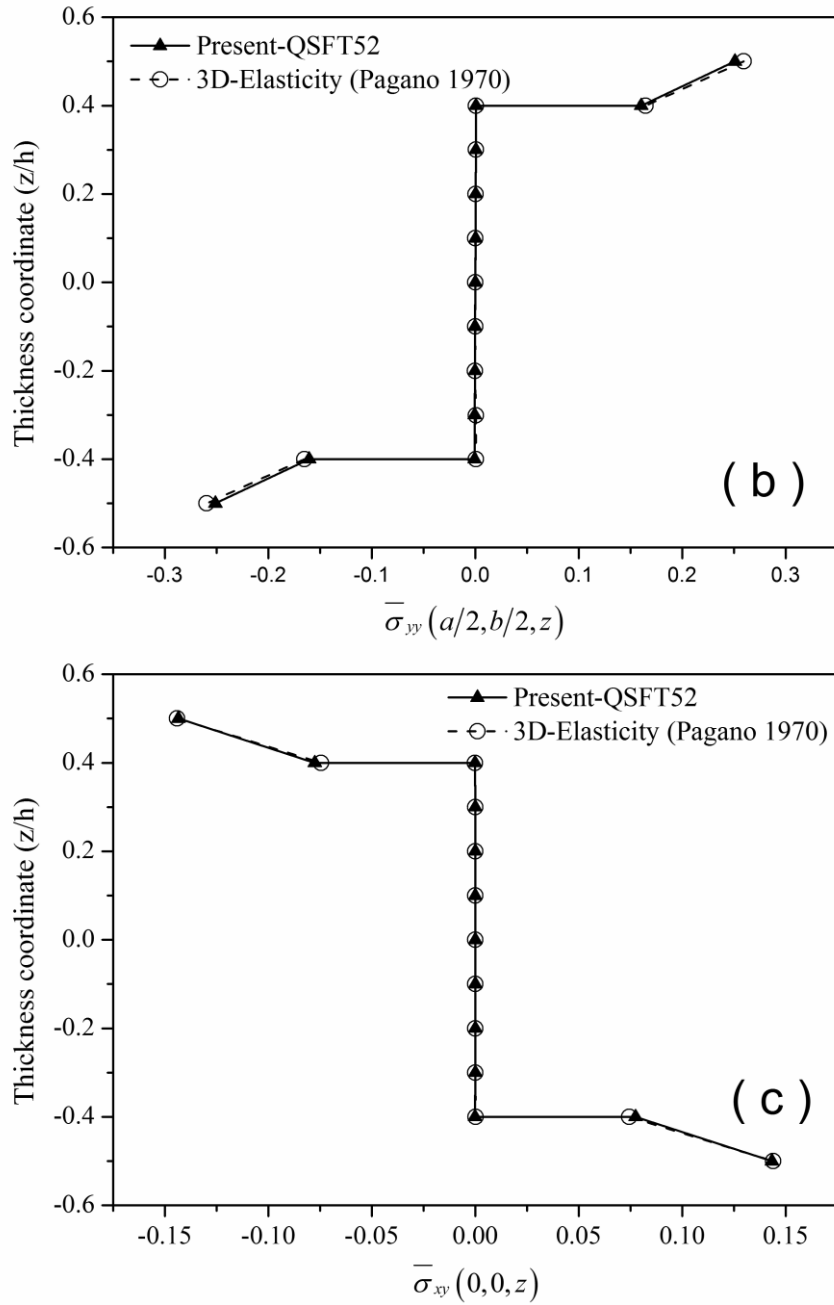 0.6
Present-QSFT52
3D-Elasticity (Pagano 1970)
0.4
0.2
0.0
-0.2
-0.4
-0.6
Thickness coordinate (z/h)
( b )
-0.3 -0.2 -0.1 0.0 0.1 0.2 0.3
σ̅yy(a/2,b/2,z)
0.6
Present-QSFT52
3D-Elasticity (Pagano 1970)
0.4
0.2
0.0
-0.2
-0.4
-0.6
Thickness coordinate (z/h)
( c )
-0.15 -0.10 -0.05 0.00 0.05 0.10 0.15
σ̅xy(0,0,z)